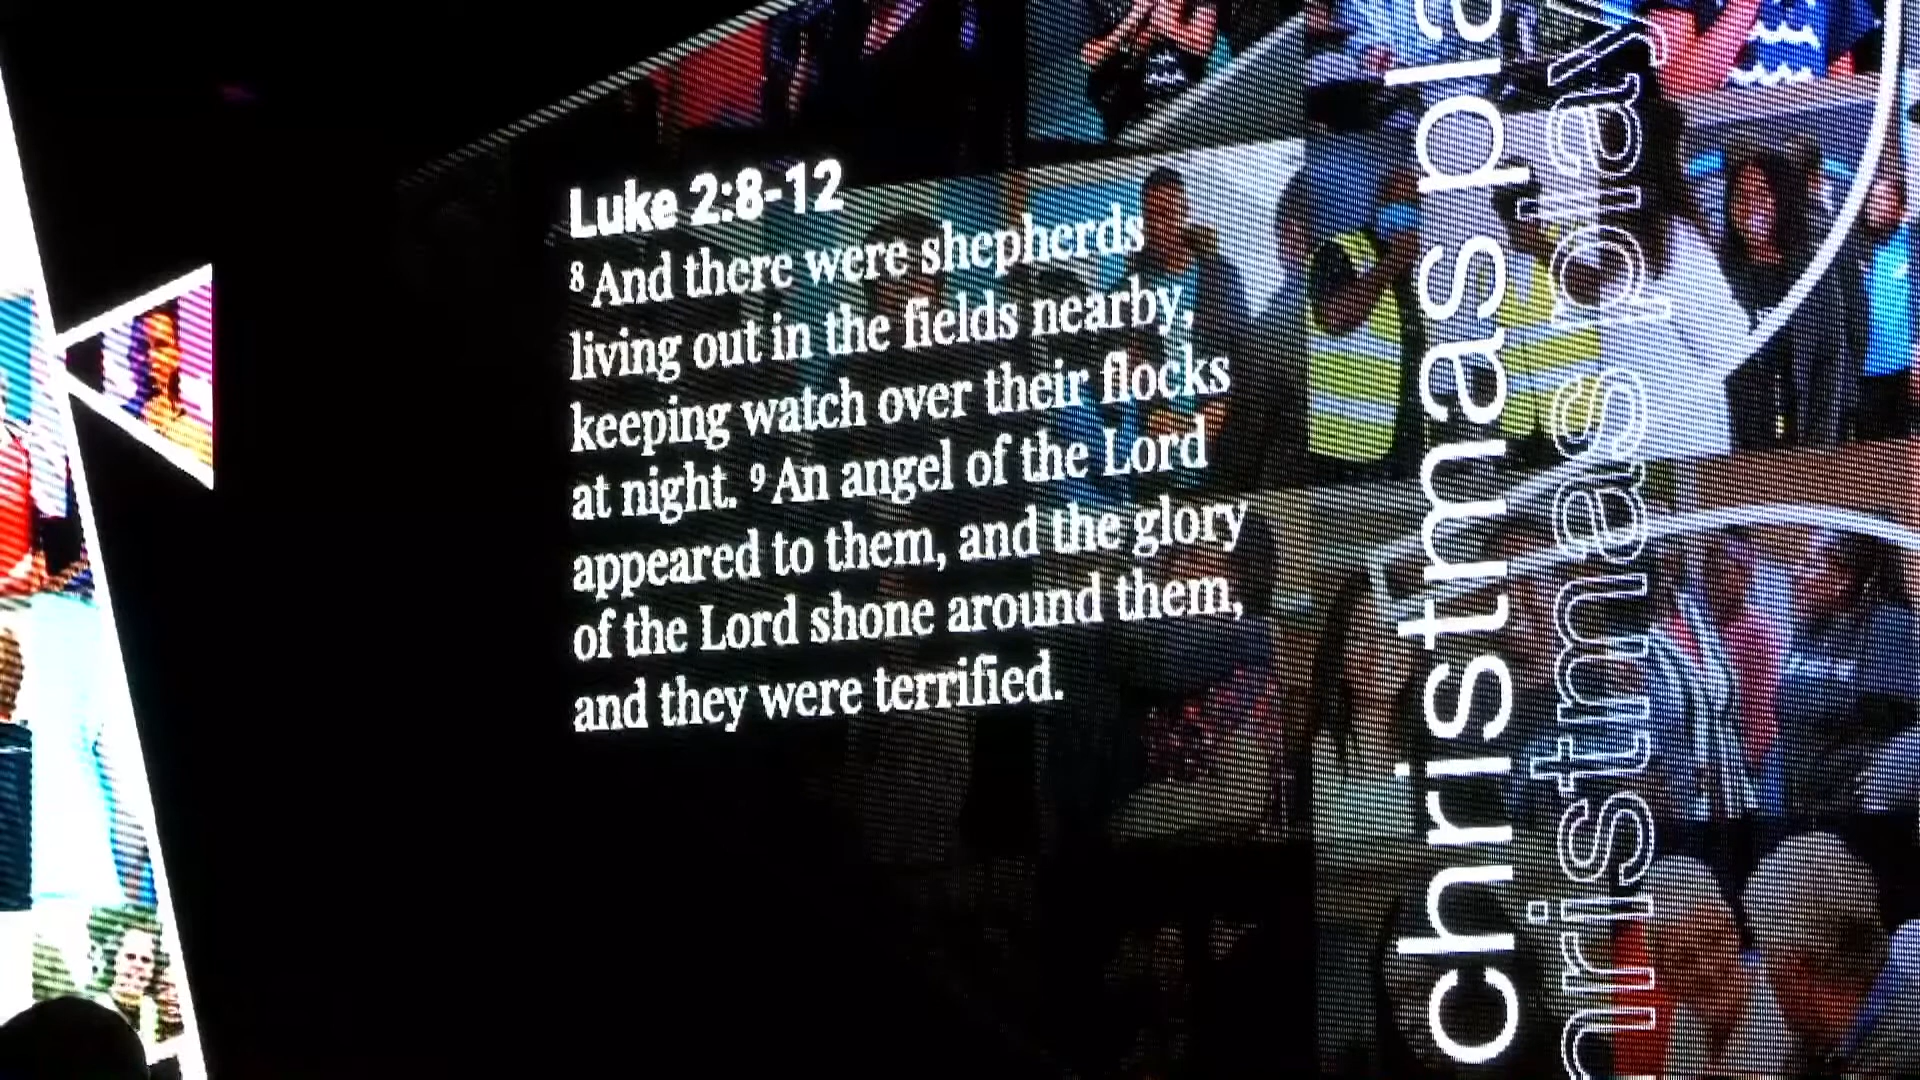 Luke 2:8-12
8 And there were shepherds
living out in the fields nearby,
keeping watch over their flocks
at night. 9 An angel of the Lord
appeared to them, and the glory
of the Lord shone around them,
and they were terrified.
christmas pla
hristmas play